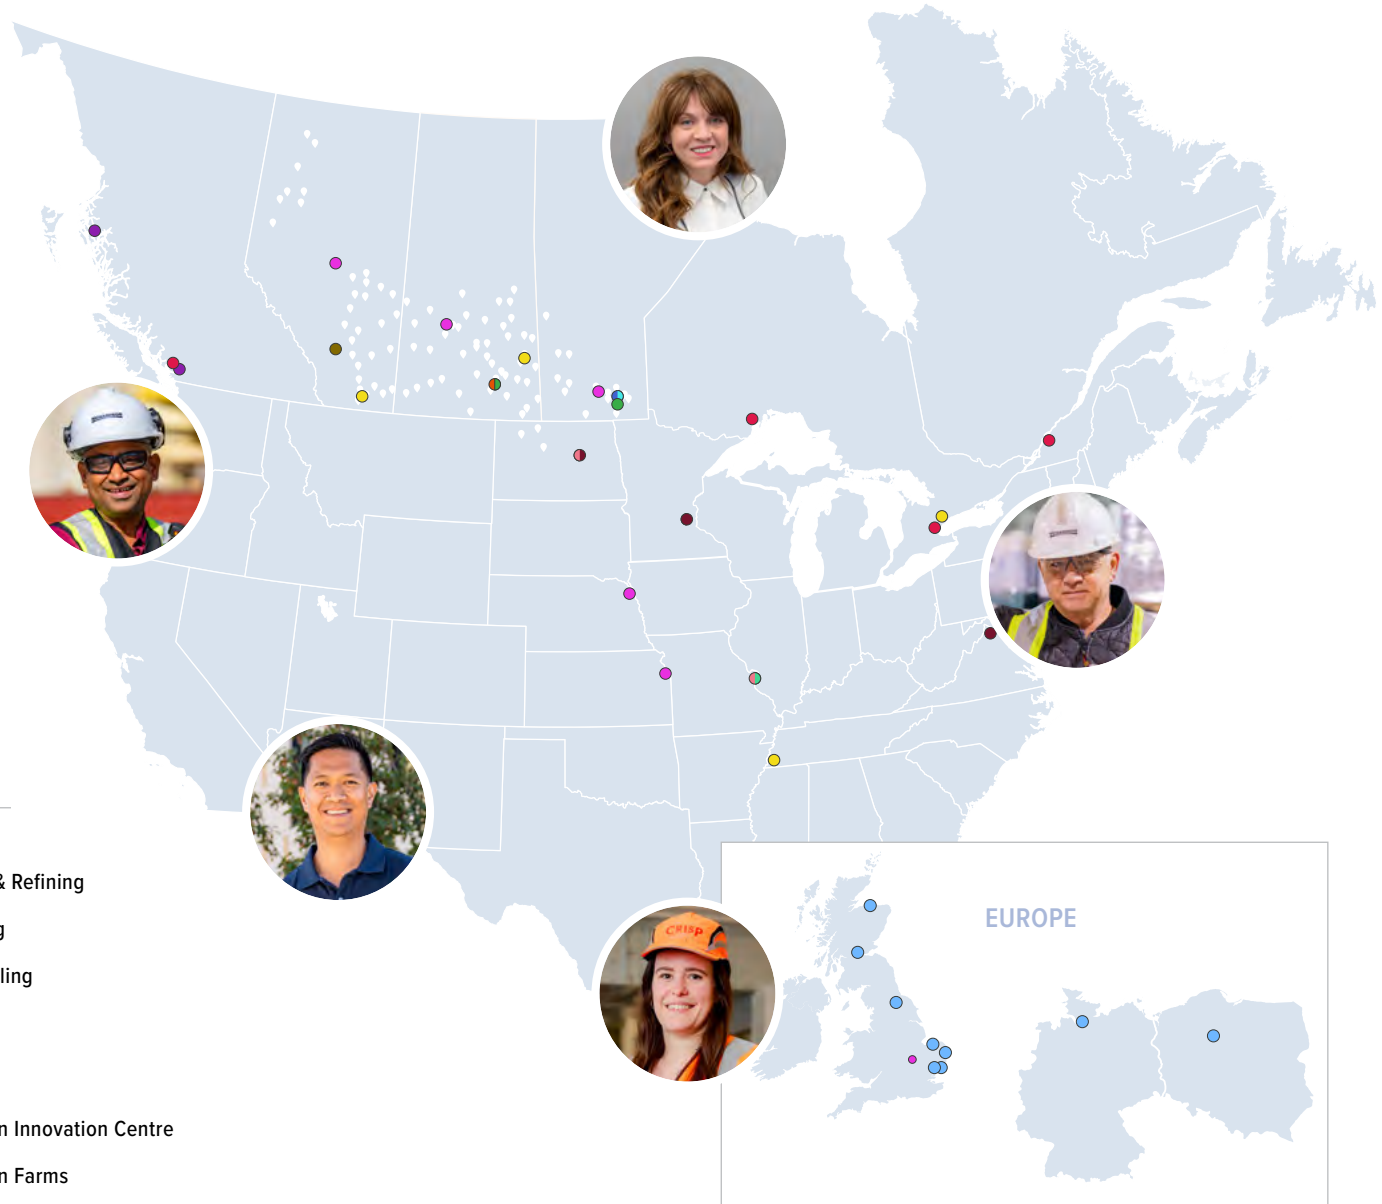 EUROPE
CRISP
& Refining
g
ling
n Innovation Centre
n Farms